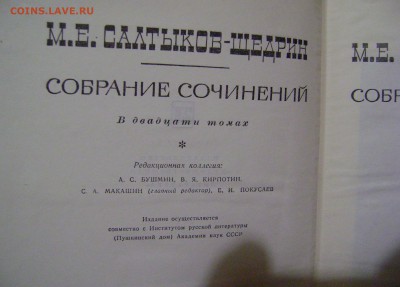 COINS.LAVE.RU
М.Е. САЛТЫКОВ-ЩЕДРИН
М.Е.
СОБРАНИЕ СОЧИНЕНИЙ
СОБР
В двадцати томах
*
Редакционная коллегия:
А. С. БУШМИН, В. Я. КИРПОТИН,
С. А. МАКАШИН (главный редактор), Е. И. ПОКУСАЕВ
Издание осуществляется
совместно с Институтом русской литературы
(Пушкинский дом) Академии наук СССР